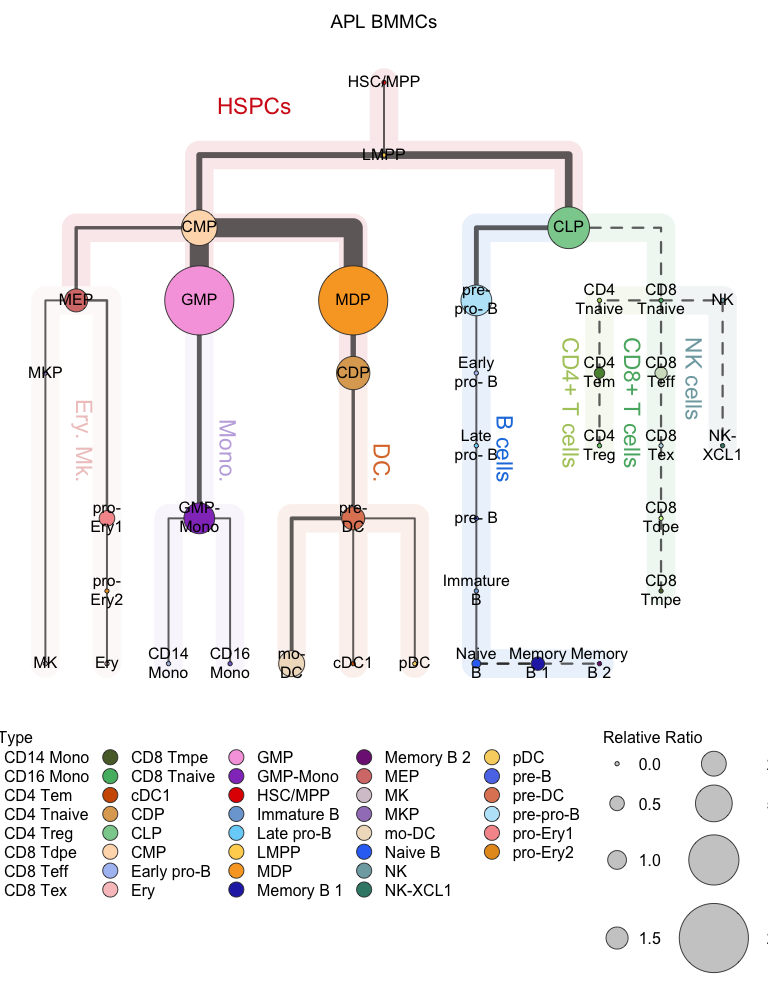 APL BMMCs
HSC/MPP
HSPCs
LMPP
CMP
CLP
MEP
GMP
MDP
pre-
pro- B
CD4
Tnaive
CD8
Tnaive
NK
MKP
CDP
Early
pro- B
CD4
Tem
CD8
Teff
Ery. Mk.
Mono.
DC.
B cells
CD4+ T cells
CD8+ T cells
NK cells
Late
pro- B
CD4
Treg
CD8
Tex
NK-
XCL1
pro-
Ery1
GMP-
Mono
pre-
DC
pre- B
CD8
Tdpe
pro-
Ery2
Immature
B
CD8
Tmpe
MK
Ery
CD14
Mono
CD16
Mono
mo-
DC
cDC1
pDC
Naive
B
Memory
B 1
Memory
B 2
Type
CD14 Mono
CD16 Mono
CD4 Tem
CD4 Tnaive
CD4 Treg
CD8 Tdpe
CD8 Teff
CD8 Tex
CD8 Tmpe
CD8 Tnaive
cDC1
CDP
CLP
CMP
Early pro-B
Ery
GMP
GMP-Mono
HSC/MPP
Immature B
Late pro-B
LMPP
MDP
Memory B 1
Memory B 2
MEP
MK
MKP
mo-DC
Naive B
NK
NK-XCL1
pDC
pre-B
pre-DC
pre-pro-B
pro-Ery1
pro-Ery2
Relative Ratio
0.0
0.5
1.0
1.5